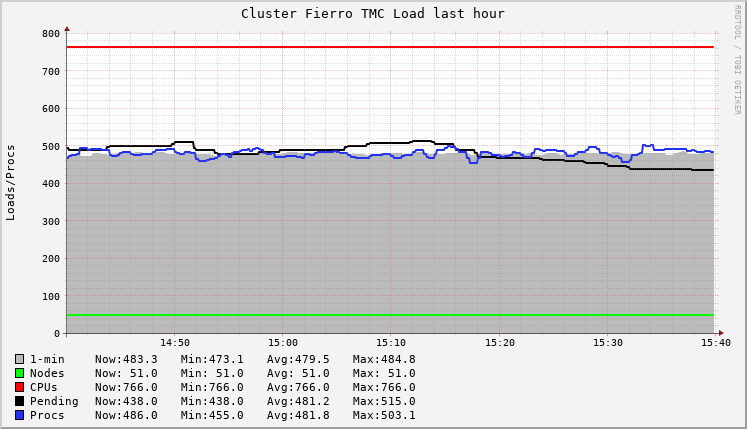 Cluster Fierro TMC Load last hour
RRDTOOL / TOBI OETIKER
Loads/Procs
800
700
600
500
400
300
200
100
0
14:50 15:00 15:10 15:20 15:30 15:40
1-min Now:483.3 Min:473.1 Avg:479.5 Max:484.8
Nodes Now: 51.0 Min: 51.0 Avg: 51.0 Max: 51.0
CPUs Now:766.0 Min:766.0 Avg:766.0 Max:766.0
Pending Now:438.0 Min:438.0 Avg:481.2 Max:515.0
Procs Now:486.0 Min:455.0 Avg:481.8 Max:503.1